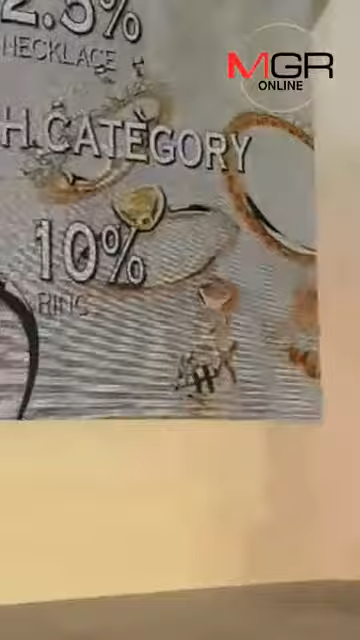 2.5%
NECKLACE
MGR
ONLINE
H.CATEGORY
10%
RING